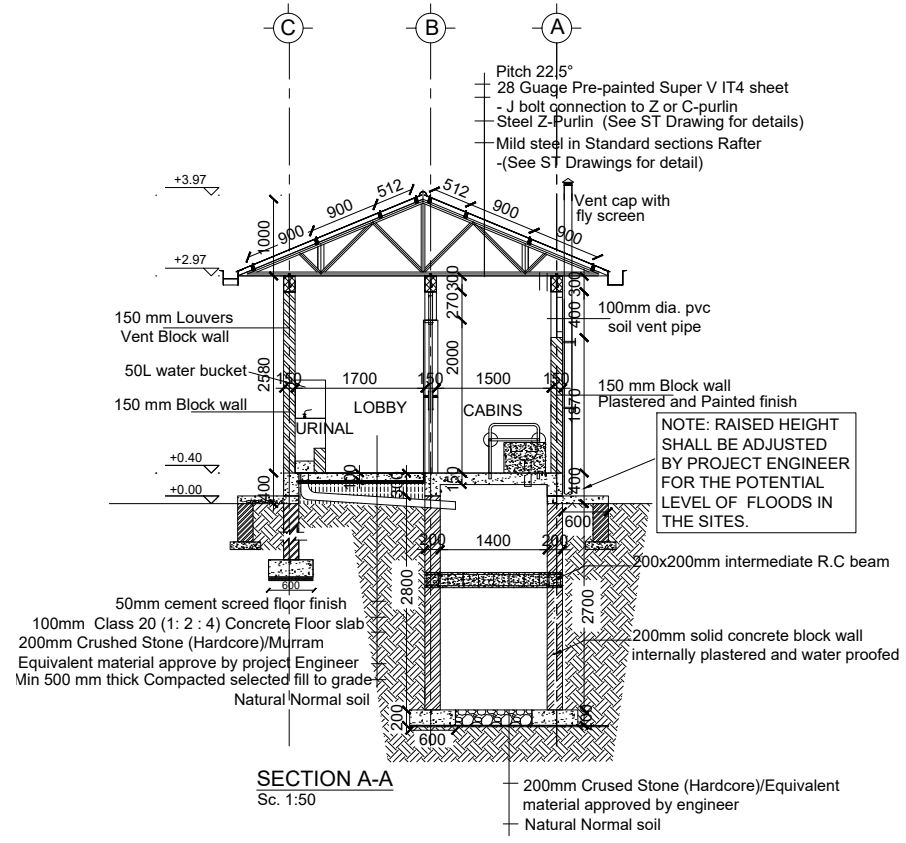 C
B
A
Pitch 22.5°
28 Guage Pre-painted Super V IT4 sheet
- J bolt connection to Z or C-purlin
Steel Z-Purlin (See ST Drawing for details)
Mild steel in Standard sections Rafter
-(See ST Drawings for detail)
+3.97
512
512
Vent cap with
fly screen
900
900
900
900
1000
+2.97
300
300
270
400
150 mm Louvers
Vent Block wall
100mm dia. pvc
soil vent pipe
2580
2000
50L water bucket
150
1700
150
1500
150
150 mm Block wall
Plastered and Painted finish
1870
150 mm Block wall
LOBBY
CABINS
URINAL
NOTE: RAISED HEIGHT
SHALL BE ADJUSTED
BY PROJECT ENGINEER
FOR THE POTENTIAL
LEVEL OF FLOODS IN
THE SITES.
+0.40
400
150
400
+0.00
600
200
1400
200
200x200mm intermediate R.C beam
600
2800
2700
50mm cement screed floor finish
100mm Class 20 (1: 2 : 4) Concrete Floor slab
200mm Crushed Stone (Hardcore)/Murram
Equivalent material approve by project Engineer
Min 500 mm thick Compacted selected fill to grade
Natural Normal soil
200mm solid concrete block wall
internally plastered and water proofed
200
600
200
SECTION A-A
Sc. 1:50
200mm Crused Stone (Hardcore)/Equivalent
material approved by engineer
Natural Normal soil